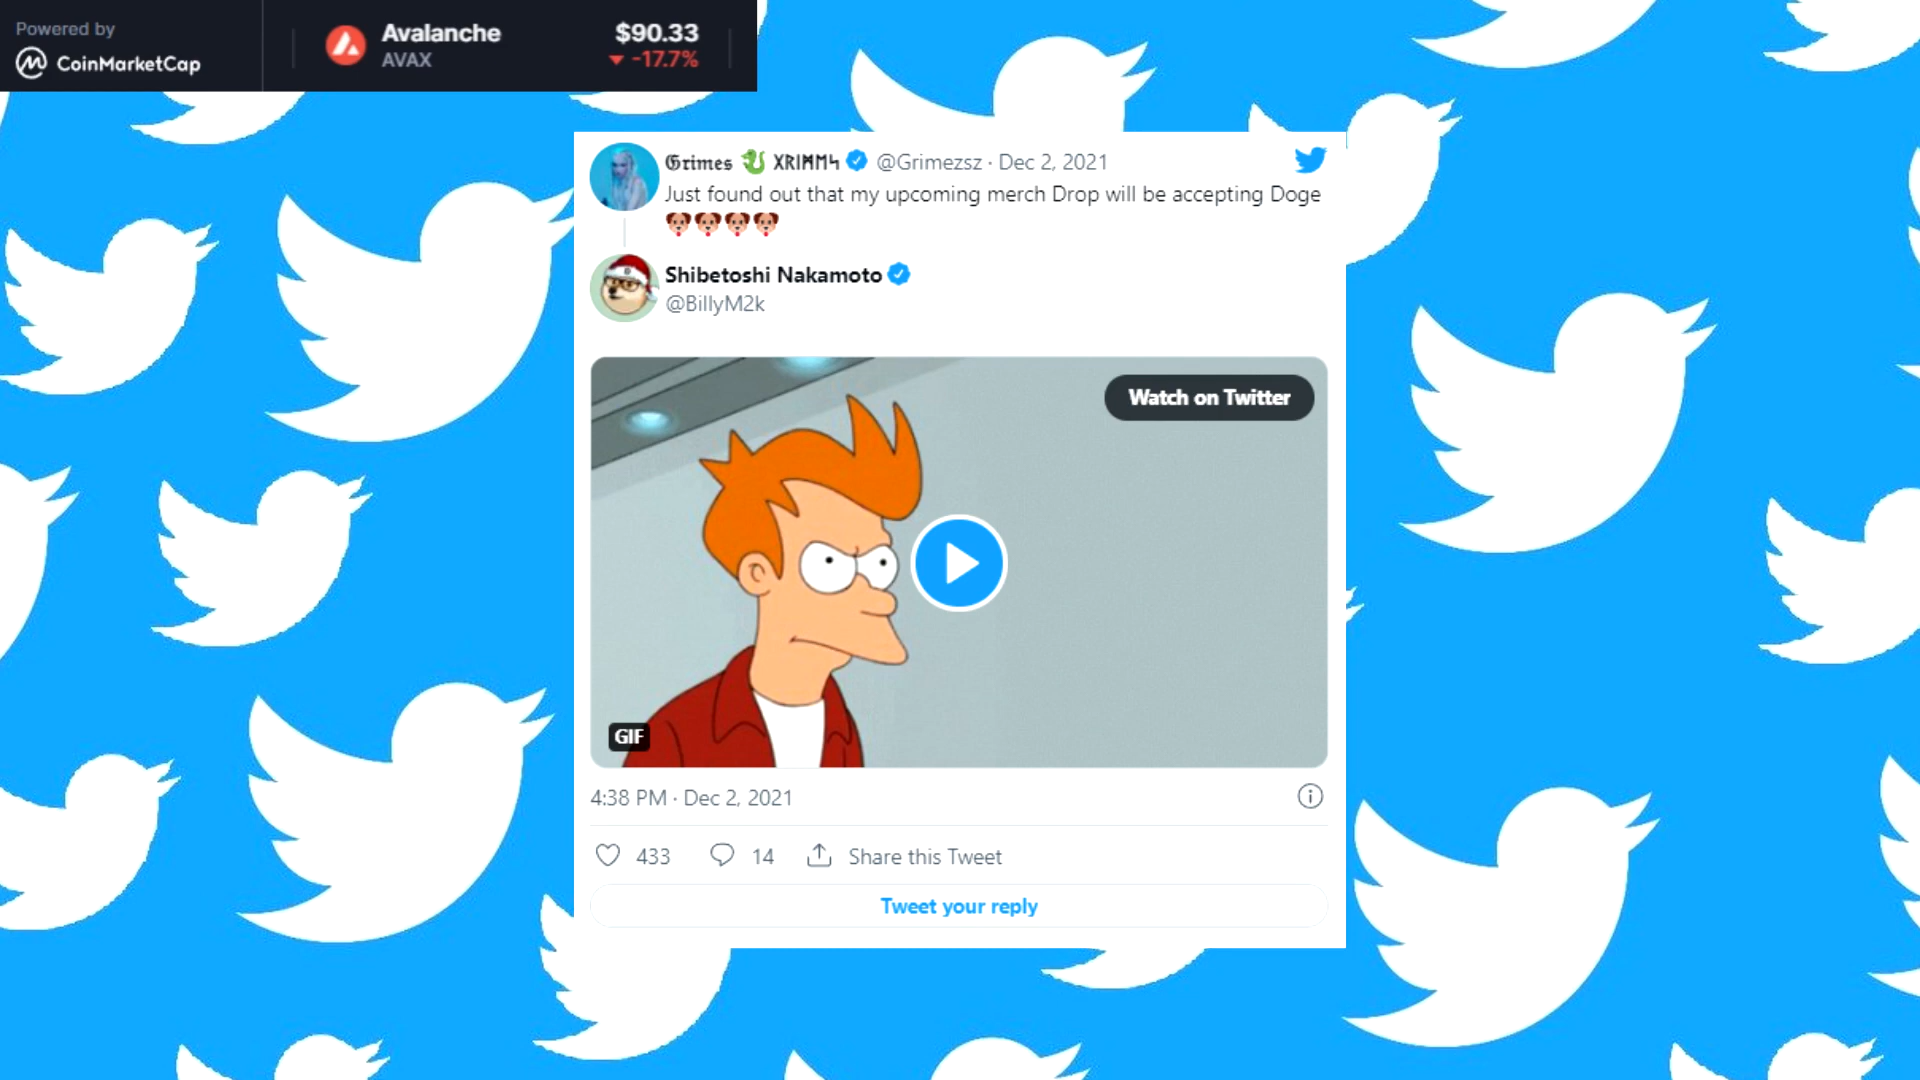 Powered by
CoinMarketCap
Avalanche
AVAX
$90.33
-17.7%
𝕲rimes 🐉 XRIMM4 @Grimezsz · Dec 2, 2021
Just found out that my upcoming merch Drop will be accepting Doge
🐶🐶🐶🐶
Shibetoshi Nakamoto
@BillyM2k
Watch on Twitter
GIF
4:38 PM · Dec 2, 2021
433
14
Share this Tweet
Tweet your reply